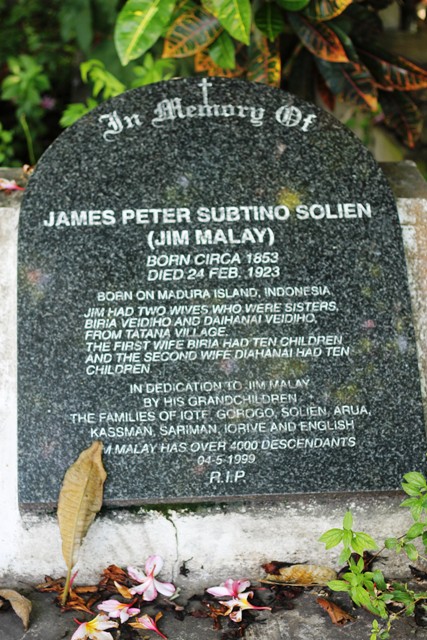 In Memory Of
JAMES PETER SUBTINO SOLIEN
(JIM MALAY)
BORN CIRCA 1853
DIED 24 FEB. 1923
BORN ON MADURA ISLAND, INDONESIA
JIM HAD TWO WIVES WHO WERE SISTERS,
BIRIA VEIDIHO AND DAIHANAI VEIDIHO,
FROM TATANA VILLAGE
THE FIRST WIFE BIRIA HAD TEN CHILDREN
AND THE SECOND WIFE DIAHANAI HAD TEN
CHILDREN
IN DEDICATION TO JIM MALAY
BY HIS GRANDCHILDREN
THE FAMILIES OF GOROGO, SOLIEN, ARUA,
KASSMAN, SARIMAN, IORIVE AND ENGLISH
MALAY HAS OVER 4000 DESCENDANTS
04-5-1999
R.I.P